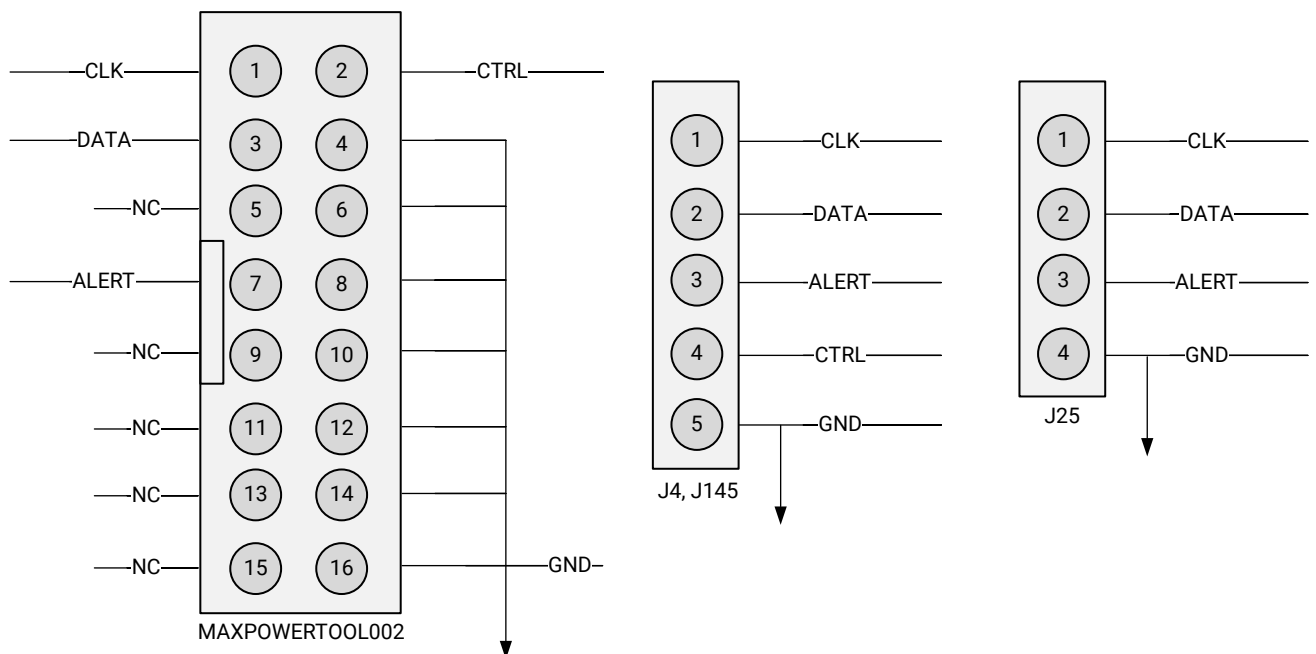 CLK 1 2 CTRL
DATA 3 4
NC 5 6
ALERT 7 8
NC 9 10
NC 11 12
NC 13 14
NC 15 16 GND
MAXPOWERTOOL002
1 CLK
2 DATA
3 ALERT
4 CTRL
5 GND
J4, J145
1 CLK
2 DATA
3 ALERT
4 GND
J25